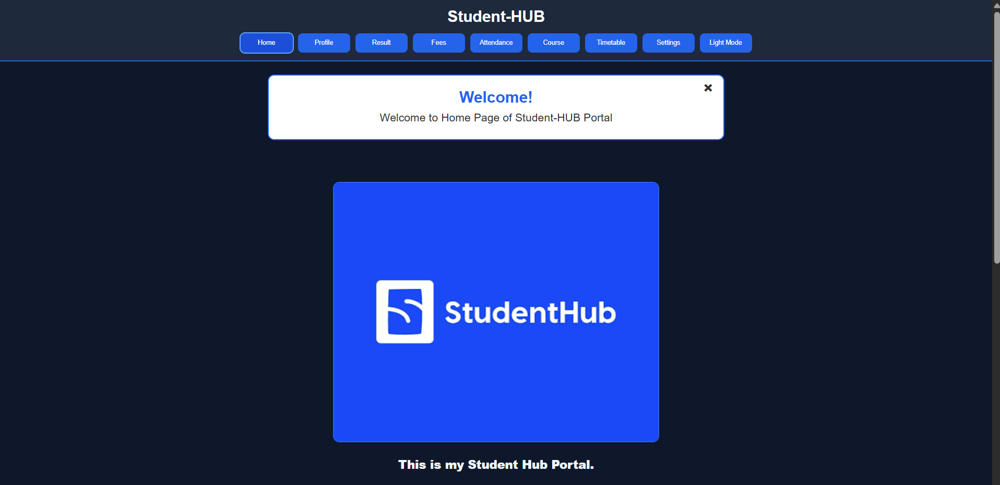 Student-HUB
Home Profile Result Fees Attendance Course Timetable Settings Light Mode
Welcome!
Welcome to Home Page of Student-HUB Portal
StudentHub
This is my Student Hub Portal.